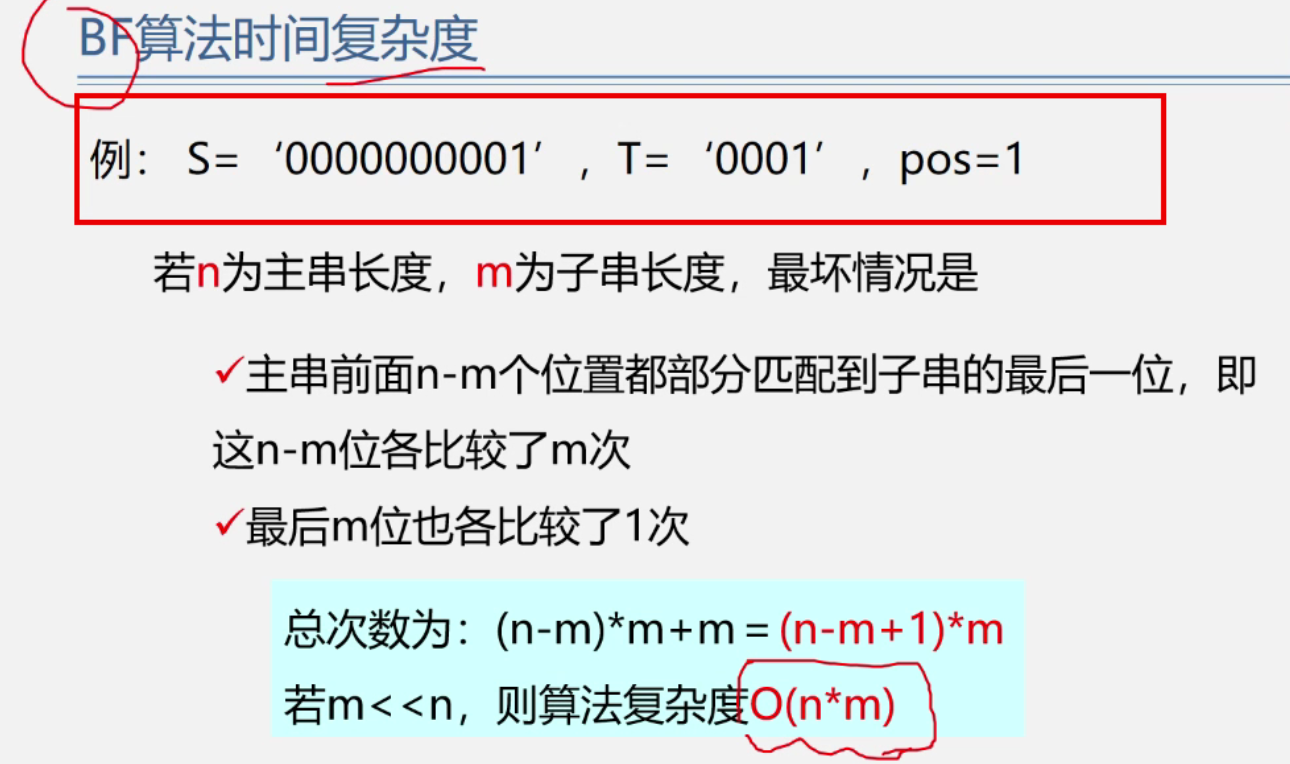 BF算法时间复杂度
例： S=‘0000000001’，T=‘0001’，pos=1
若n为主串长度，m为子串长度，最坏情况是
✓主串前面n-m个位置都部分匹配到子串的最后一位，即
这n-m位各比较了m次
✓最后m位也各比较了1次
总次数为：(n-m)*m+m＝(n-m+1)*m
若m<<n，则算法复杂度O(n*m)